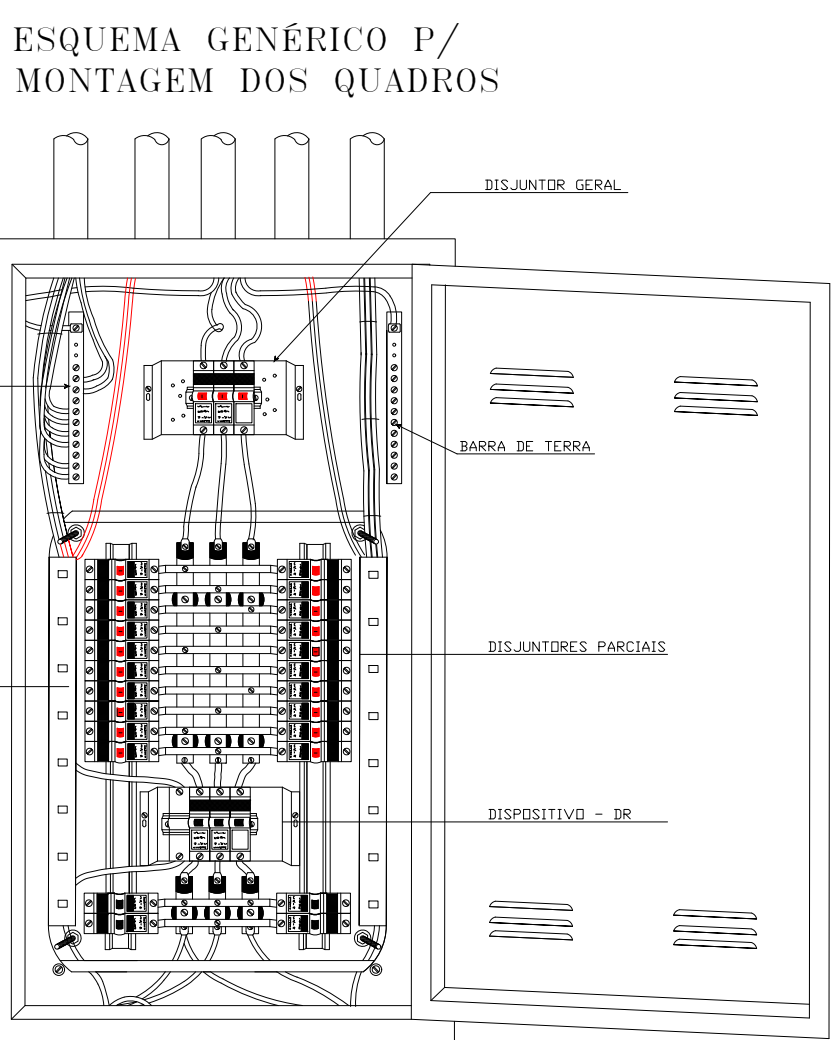 ESQUEMA GENÉRICO P/
MONTAGEM DOS QUADROS
DISJUNTOR GERAL
BARRA DE TERRA
DISJUNTORES PARCIAIS
DISPOSITIVO - DR